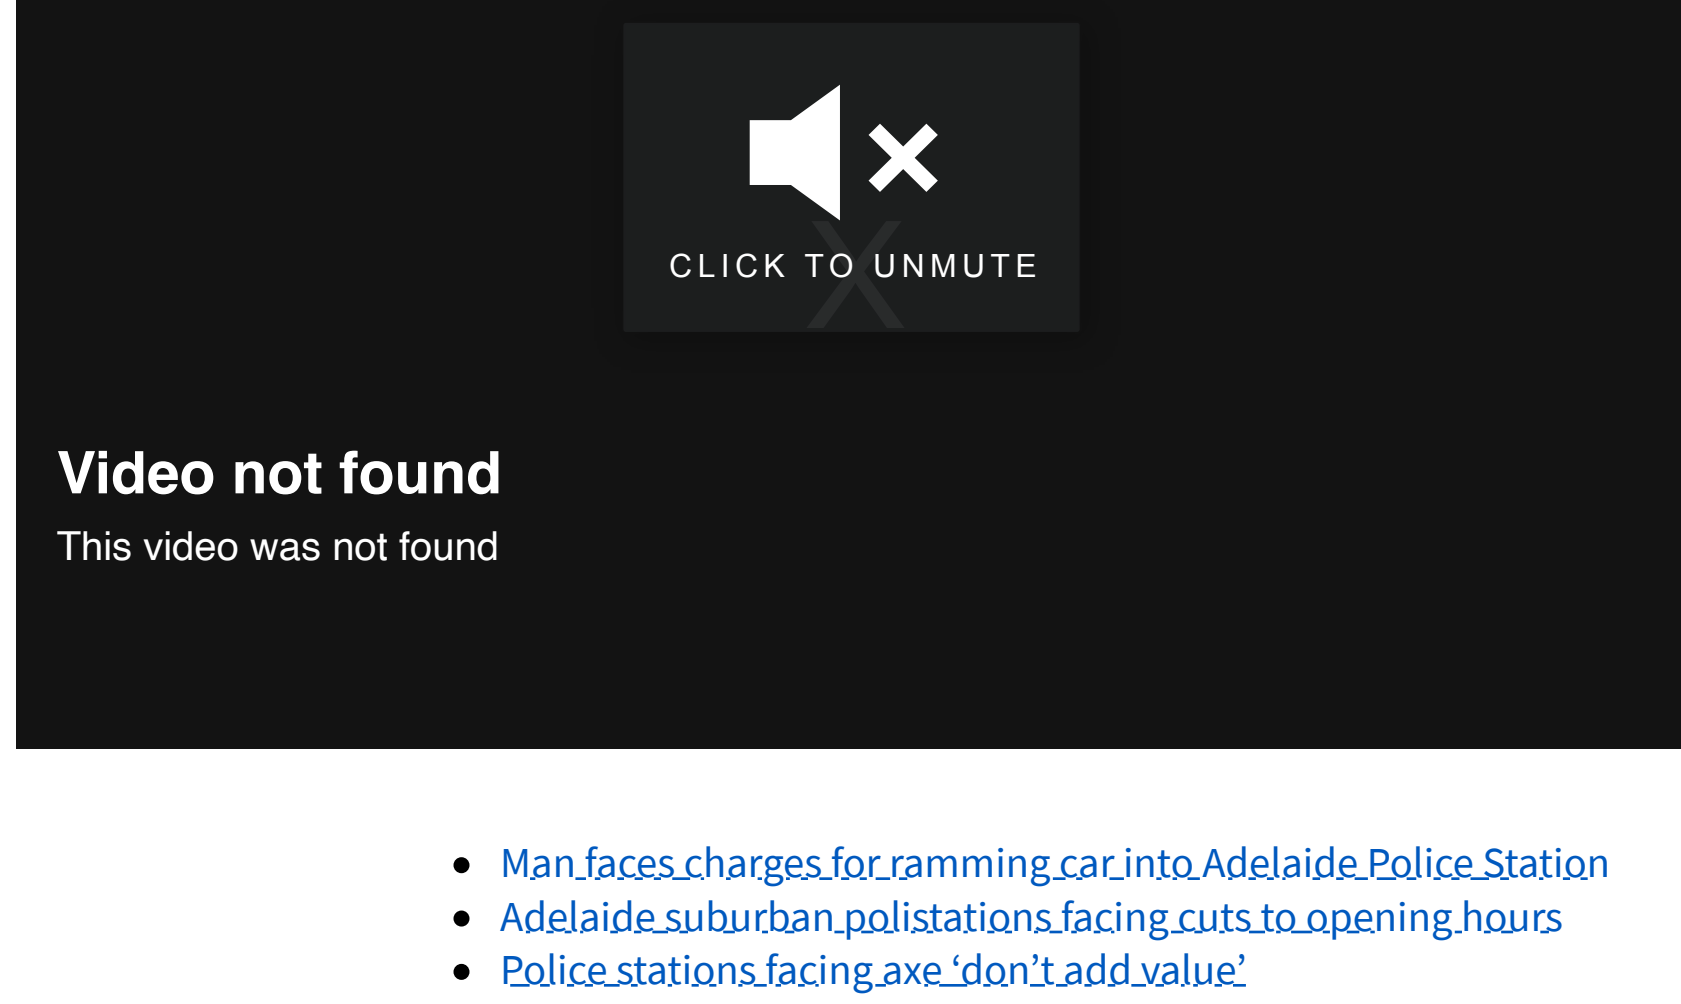 CLICK TO UNMUTE
X
Video not found
This video was not found
Man faces charges for ramming car into Adelaide Police Station
Adelaide suburban polistations facing cuts to opening hours
Police stations facing axe ‘don’t add value’